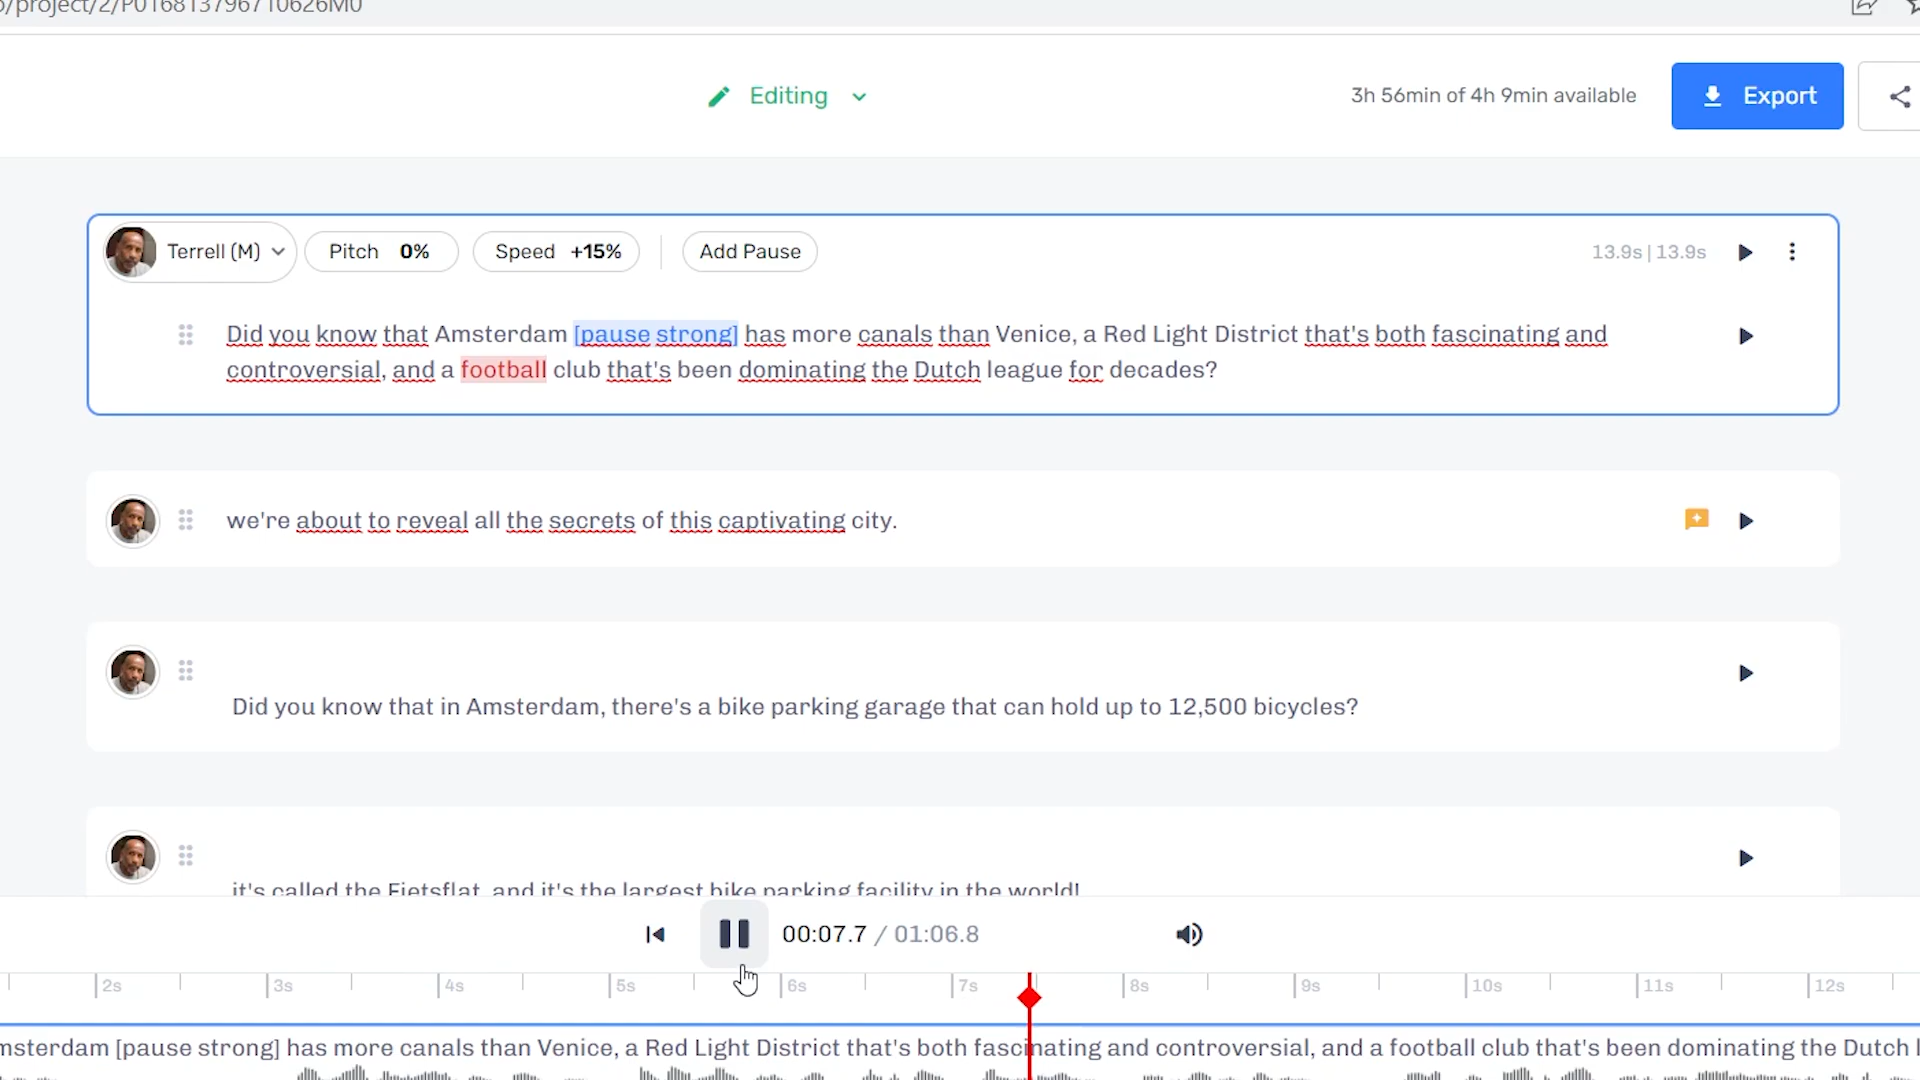 /project/2/P016813796710626M0
Editing
3h 56min of 4h 9min available
Export
Terrell (M)
Pitch 0%
Speed +15%
Add Pause
13.9s | 13.9s
Did you know that Amsterdam [pause strong] has more canals than Venice, a Red Light District that's both fascinating and
controversial, and a football club that's been dominating the Dutch league for decades?
we're about to reveal all the secrets of this captivating city.
Did you know that in Amsterdam, there's a bike parking garage that can hold up to 12,500 bicycles?
it's called the Fietsflat, and it's the largest bike parking facility in the world!
00:07.7 / 01:06.8
2s 3s 4s 5s 6s 7s 8s 9s 10s 11s 12s
msterdam [pause strong] has more canals than Venice, a Red Light District that's both fascinating and controversial, and a football club that's been dominating the Dutch l